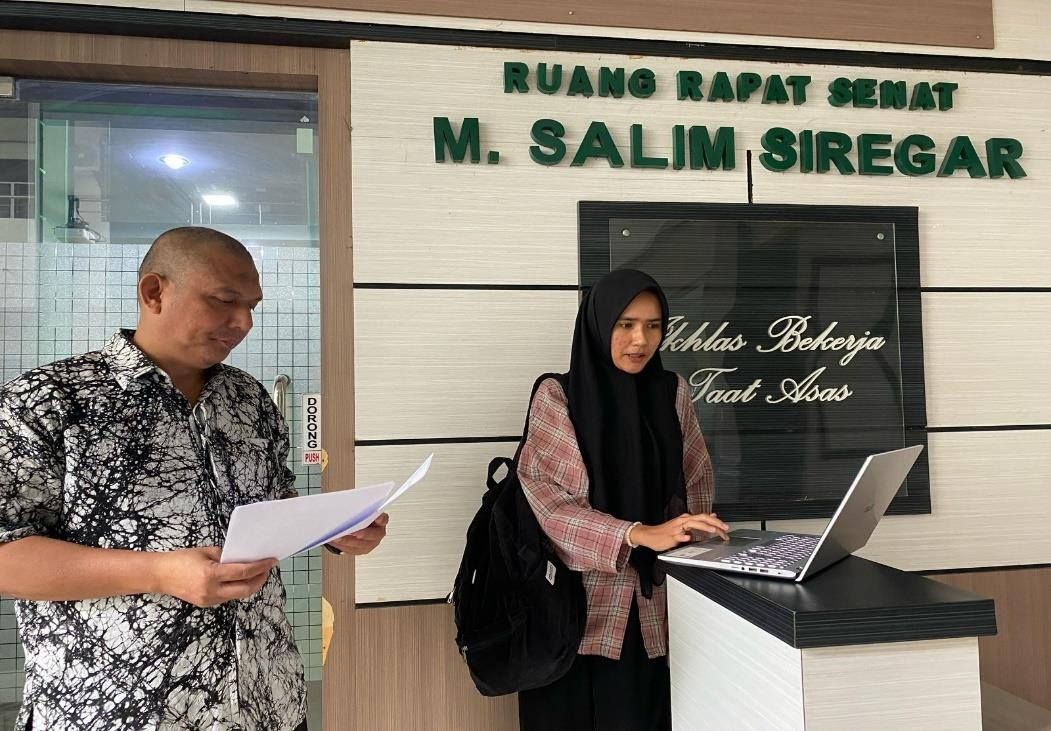 RUANG RAPAT SENAT
M. SALIM SIREGAR
Ikhlas Bekerja
Taat Asas
DORONG
PUSH